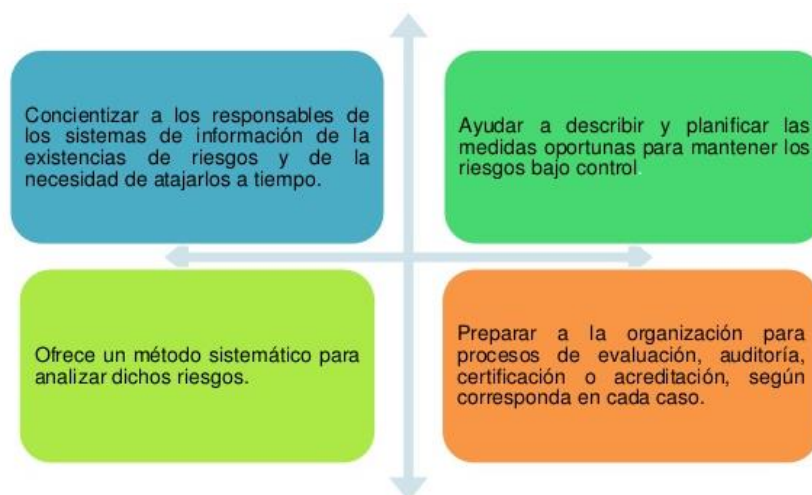 Concientizar a los responsables de
los sistemas de información de la
existencias de riesgos y de la
necesidad de atajarlos a tiempo.
Ayudar a describir y planificar las
medidas oportunas para mantener los
riesgos bajo control.
Ofrece un método sistemático para
analizar dichos riesgos.
Preparar a la organización para
procesos de evaluación, auditoría,
certificación o acreditación, según
corresponda en cada caso.